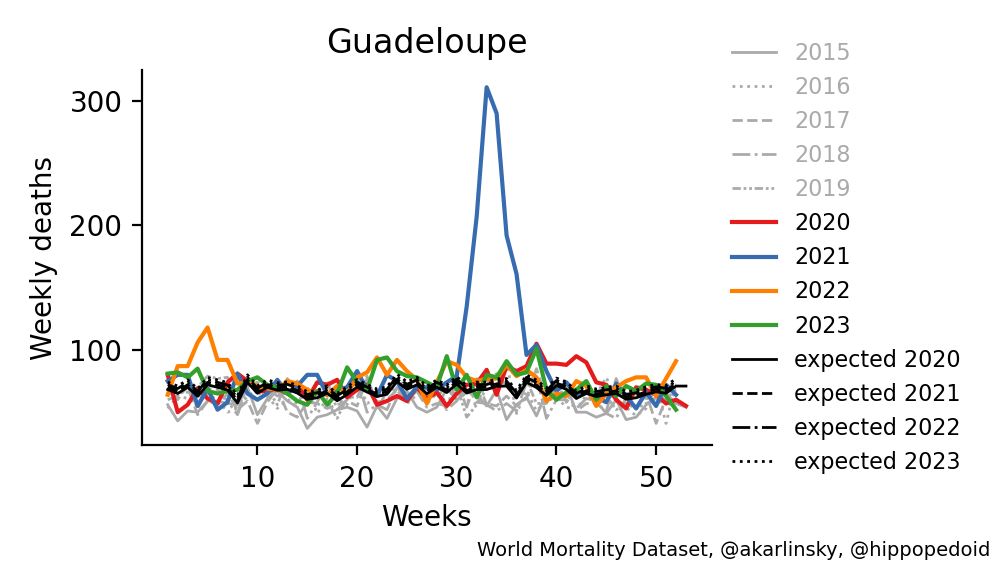 Guadeloupe
Weekly deaths
300
200
100
10 20 30 40 50
Weeks
2015
2016
2017
2018
2019
2020
2021
2022
2023
expected 2020
expected 2021
expected 2022
expected 2023
World Mortality Dataset, @akarlinsky, @hippopedoid